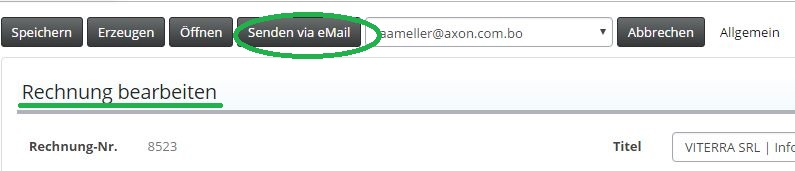 Speichern Erzeugen Öffnen Senden via eMail aameller@axon.com.bo Abbrechen Allgemein
Rechnung bearbeiten
Rechnung-Nr. 8523 Titel VITERRA SRL | Info